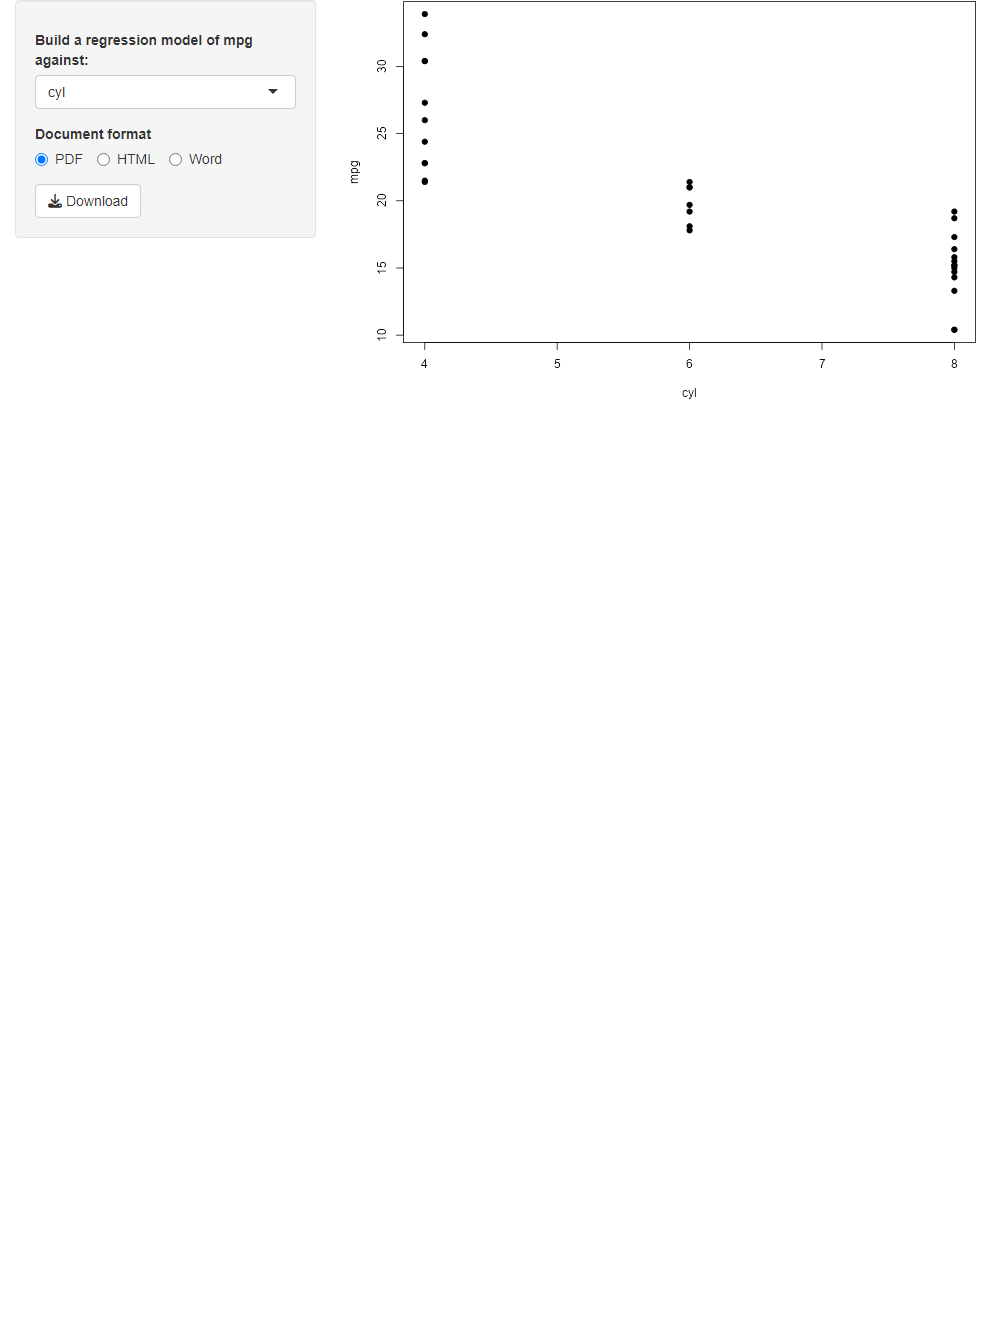 Build a regression model of mpg
against:
cyl
Document format
PDF HTML Word
Download
mpg
30
25
20
15
10
4 5 6 7 8
cyl